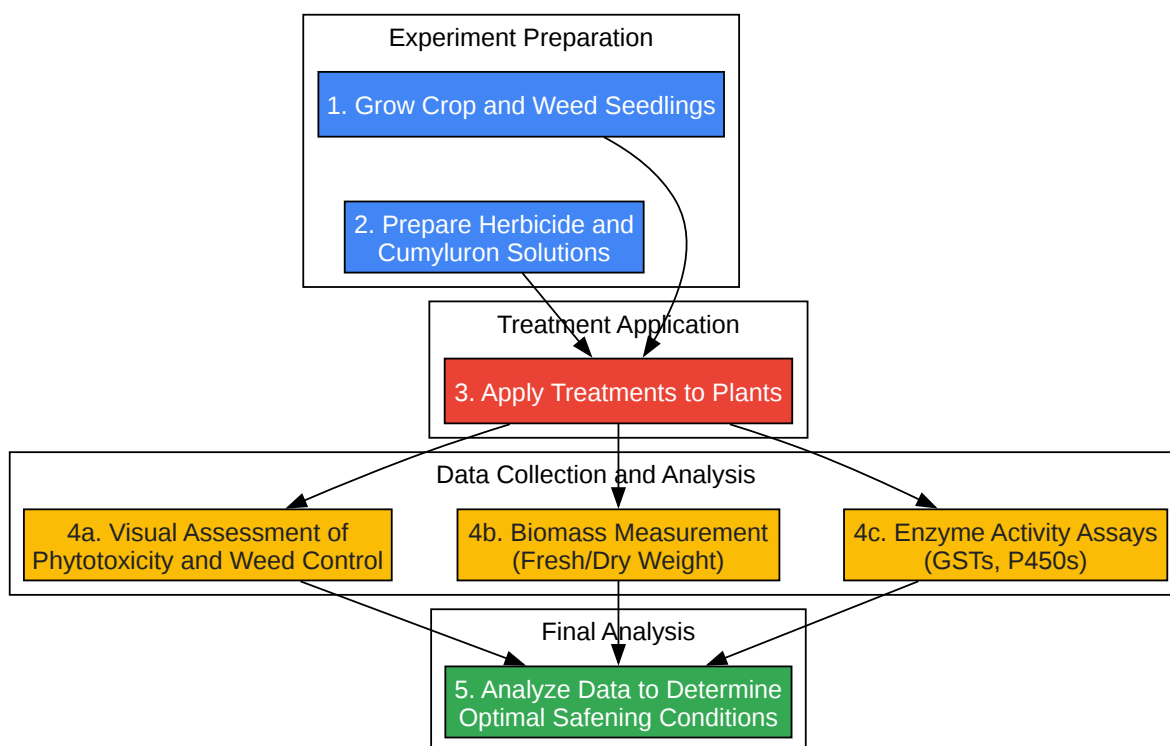 Experiment Preparation
1. Grow Crop and Weed Seedlings
2. Prepare Herbicide and
Cumyluron Solutions
Treatment Application
3. Apply Treatments to Plants
Data Collection and Analysis
4a. Visual Assessment of
Phytotoxicity and Weed Control
4b. Biomass Measurement
(Fresh/Dry Weight)
4c. Enzyme Activity Assays
(GSTs, P450s)
Final Analysis
5. Analyze Data to Determine
Optimal Safening Conditions